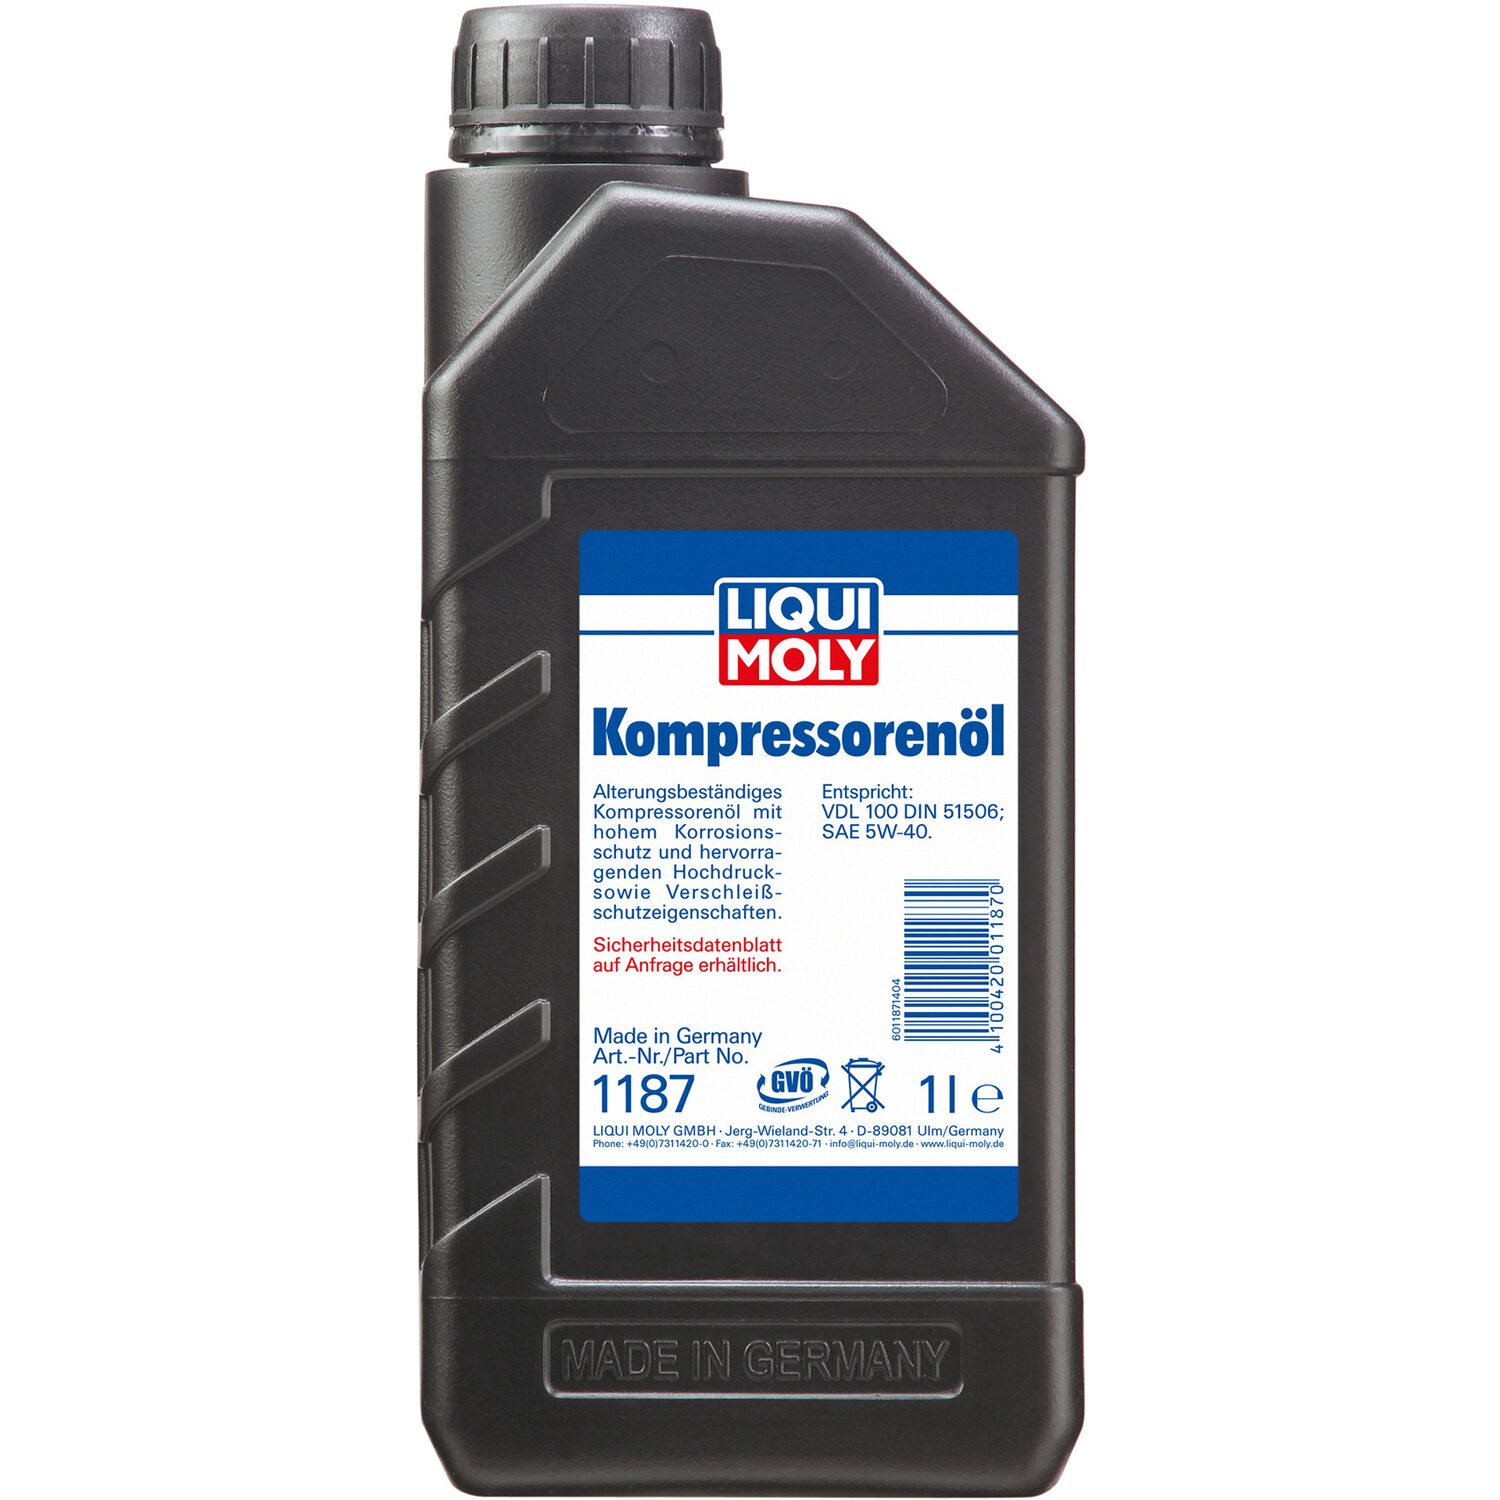 LIQUI
MOLY
Kompressorenöl
Alterungsbeständiges
Kompressorenöl mit
hohem Korrosions-
schutz und hervorra-
genden Hochdruck-
sowie Verschleiß-
schutzeigenschaften.
Sicherheitsdatenblatt
auf Anfrage erhältlich.
Entspricht:
VDL 100 DIN 51506;
SAE 5W-40.
6011871404
4 100420 011870
Made in Germany
Art.-Nr./Part No.
1187
GVÖ
GEBINDE-VERWERTUNG
1l e
LIQUI MOLY GMBH · Jerg-Wieland-Str. 4 · D-89081 Ulm/Germany
Phone: +49(0)7311420-0 · Fax: +49(0)7311420-71 · info@liqui-moly.de · www.liqui-moly.de
MADE IN GERMANY